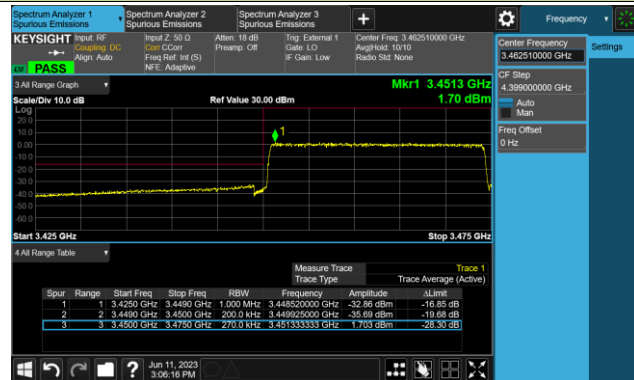 Spectrum Analyzer 1
Spurious Emissions
Spectrum Analyzer 2
Spurious Emissions
Spectrum Analyzer 3
Spurious Emissions
+
Frequency
KEYSIGHT
Input: RF
Coupling: DC
Align: Auto
Input Z: 50 Ω
Corr CCorr
Freq Ref: Int (S)
NFE: Adaptive
Atten: 18 dB
Preamp: Off
Trig: External 1
Gate: LO
IF Gain: Low
Center Freq: 3.462510000 GHz
Avg|Hold: 10/10
Radio Std: None
PASS
Center Frequency
3.462510000 GHz
Settings
CF Step
4.399000000 GHz
Auto
Man
Freq Offset
0 Hz
3 All Range Graph
Mkr1 3.4513 GHz
1.70 dBm
Scale/Div 10.0 dB
Ref Value 30.00 dBm
Log
20.0
10.0
0.00
-10.0
-20.0
-30.0
-40.0
-50.0
-60.0
1
Start 3.425 GHz
Stop 3.475 GHz
4 All Range Table
Measure Trace Trace 1
Trace Type Trace Average (Active)
Spur Range Start Freq Stop Freq RBW Frequency Amplitude ΔLimit
1 1 3.4250 GHz 3.4490 GHz 1.000 MHz 3.448520000 GHz -32.86 dBm -16.85 dB
2 2 3.4490 GHz 3.4500 GHz 200.0 kHz 3.449925000 GHz -35.69 dBm -19.68 dB
3 3 3.4500 GHz 3.4750 GHz 270.0 kHz 3.451333333 GHz 1.703 dBm -28.30 dB
?
Jun 11, 2023
3:06:16 PM